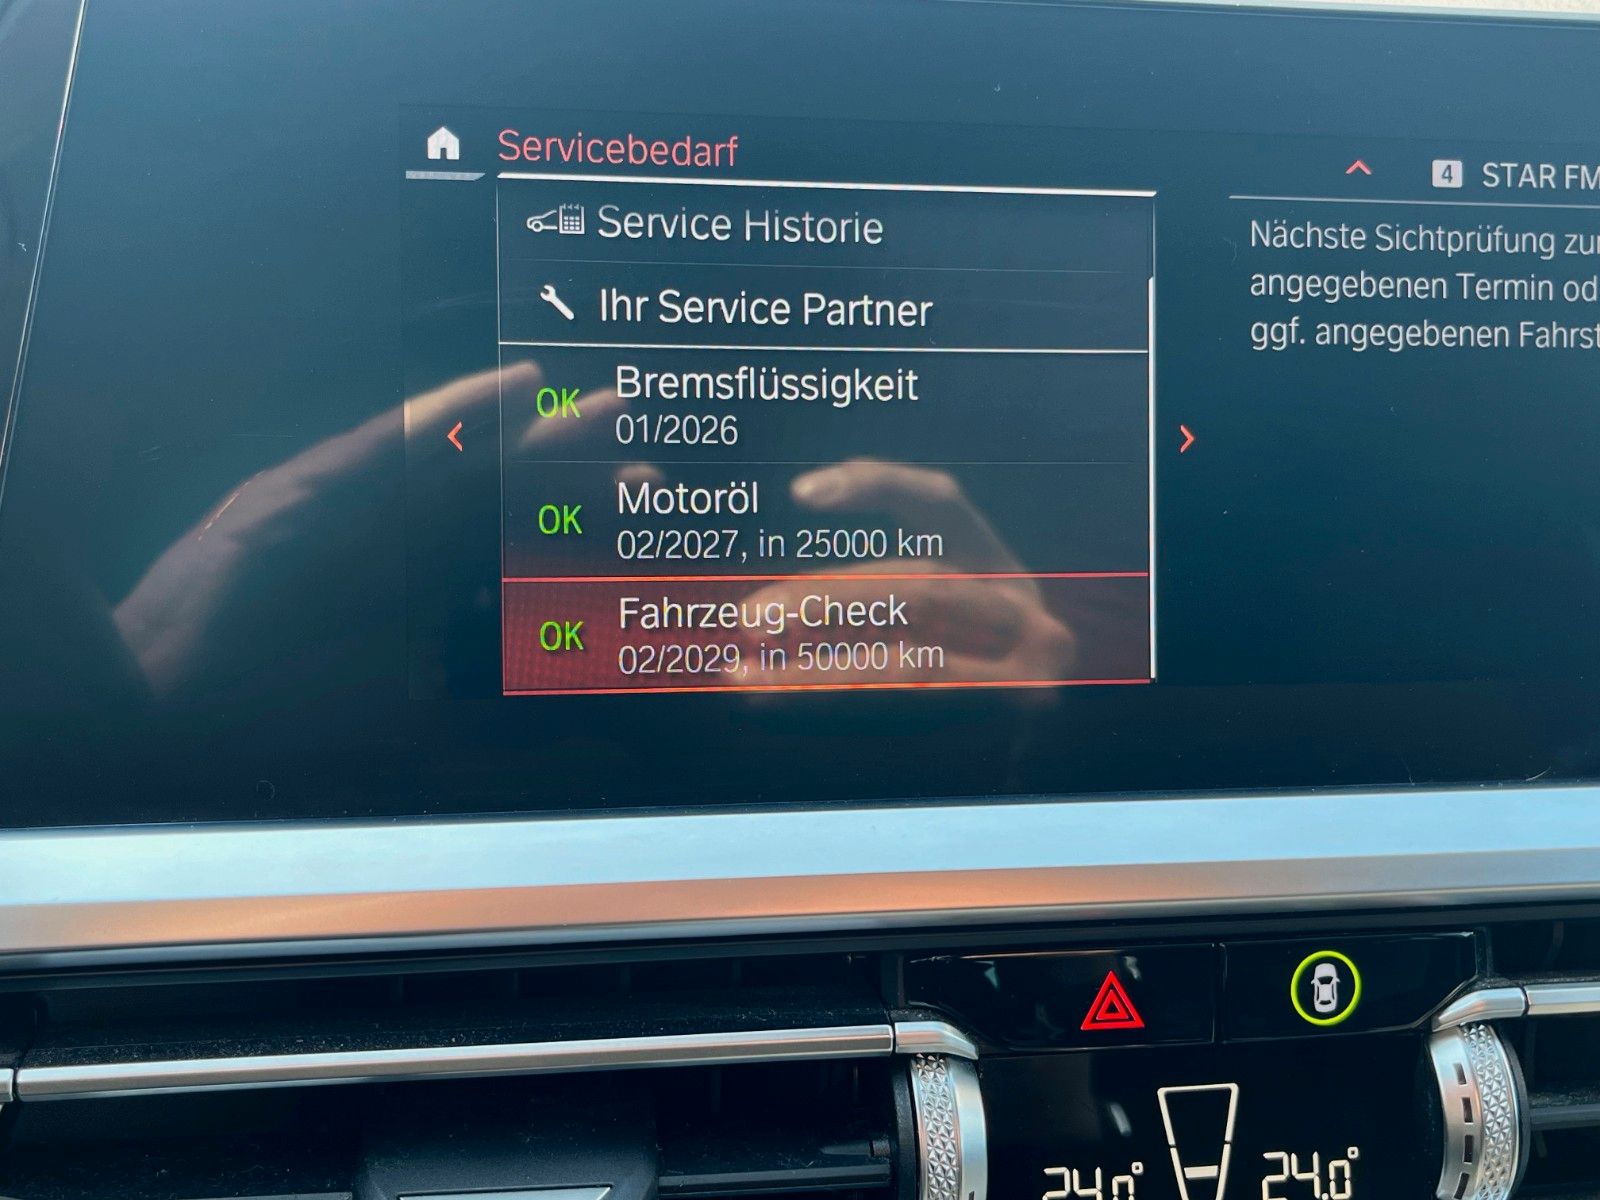 Servicebedarf
4 STAR FM
Service Historie
Ihr Service Partner
OK Bremsflüssigkeit
01/2026
OK Motoröl
02/2027, in 25000 km
OK Fahrzeug-Check
02/2029, in 50000 km
Nächste Sichtprüfung zu
angegebenen Termin od
ggf. angegebenen Fahrs
24.0°
24.0°